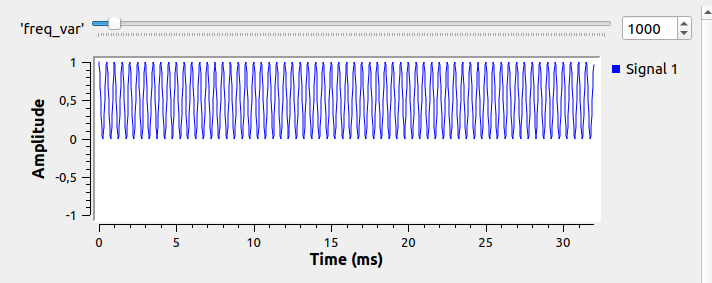 'freq_var'
1000
Signal 1
Amplitude
1
0,5
0
-0,5
-1
0 5 10 15 20 25 30
Time (ms)